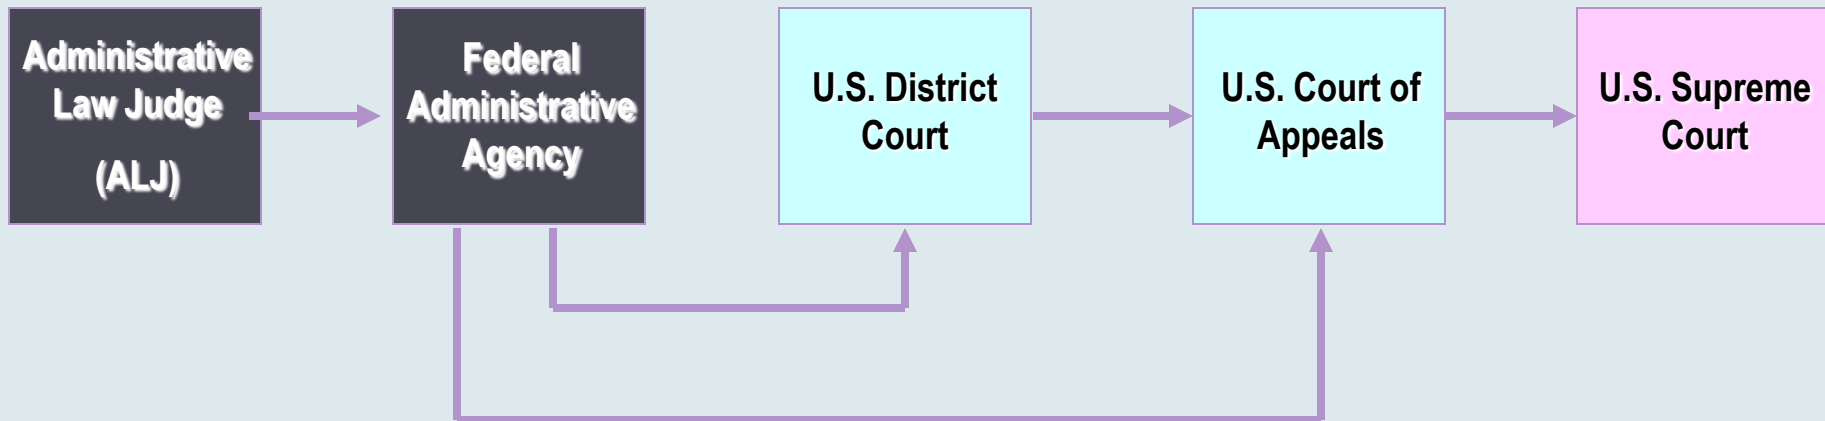 Administrative
Law Judge
(ALJ)
Federal
Administrative
Agency
U.S. District
Court
U.S. Court of
Appeals
U.S. Supreme
Court